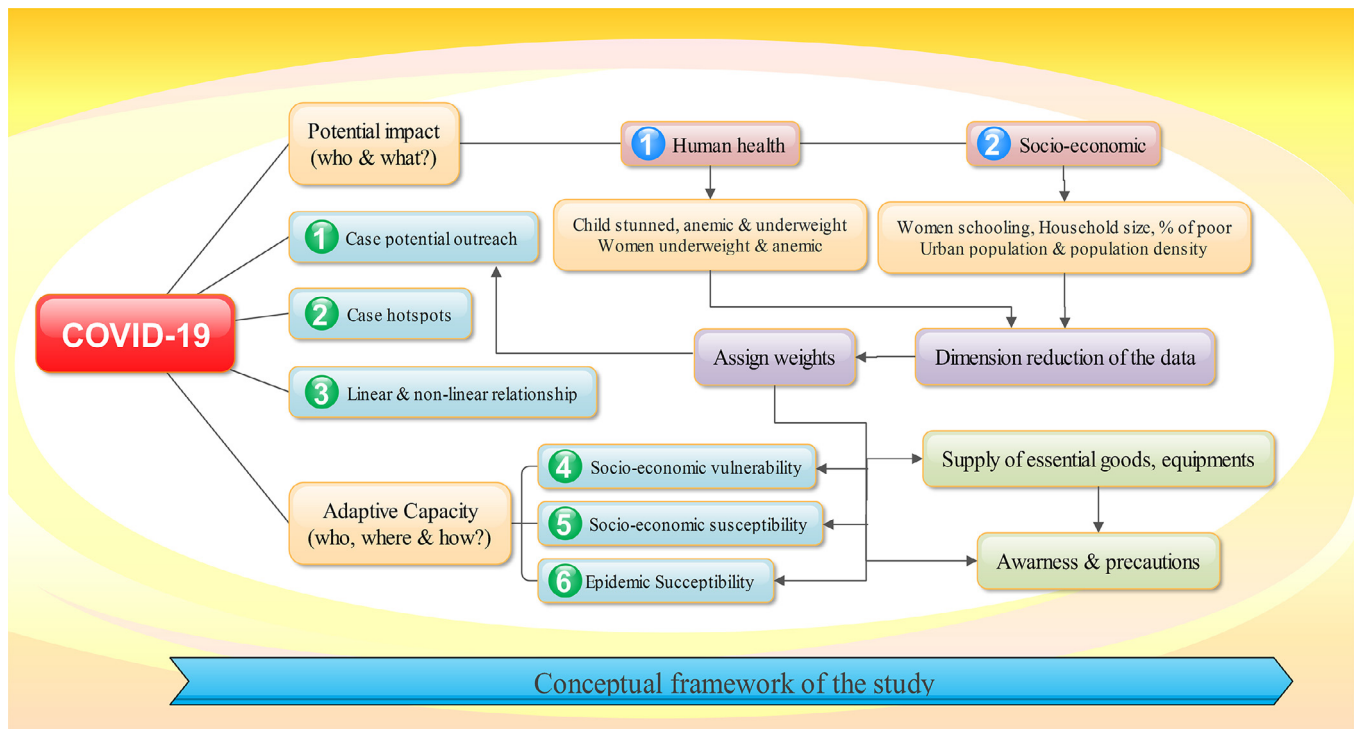 Potential impact
(who & what?)
1 Human health
2 Socio-economic
1 Case potential outreach
Child stunned, anemic & underweight
Women underweight & anemic
Women schooling, Household size, % of poor
Urban population & population density
COVID-19
2 Case hotspots
Assign weights
Dimension reduction of the data
3 Linear & non-linear relationship
4 Socio-economic vulnerability
Supply of essential goods, equipments
Adaptive Capacity
(who, where & how?)
5 Socio-economic susceptibility
Awarness & precautions
6 Epidemic Succeptibility
Conceptual framework of the study